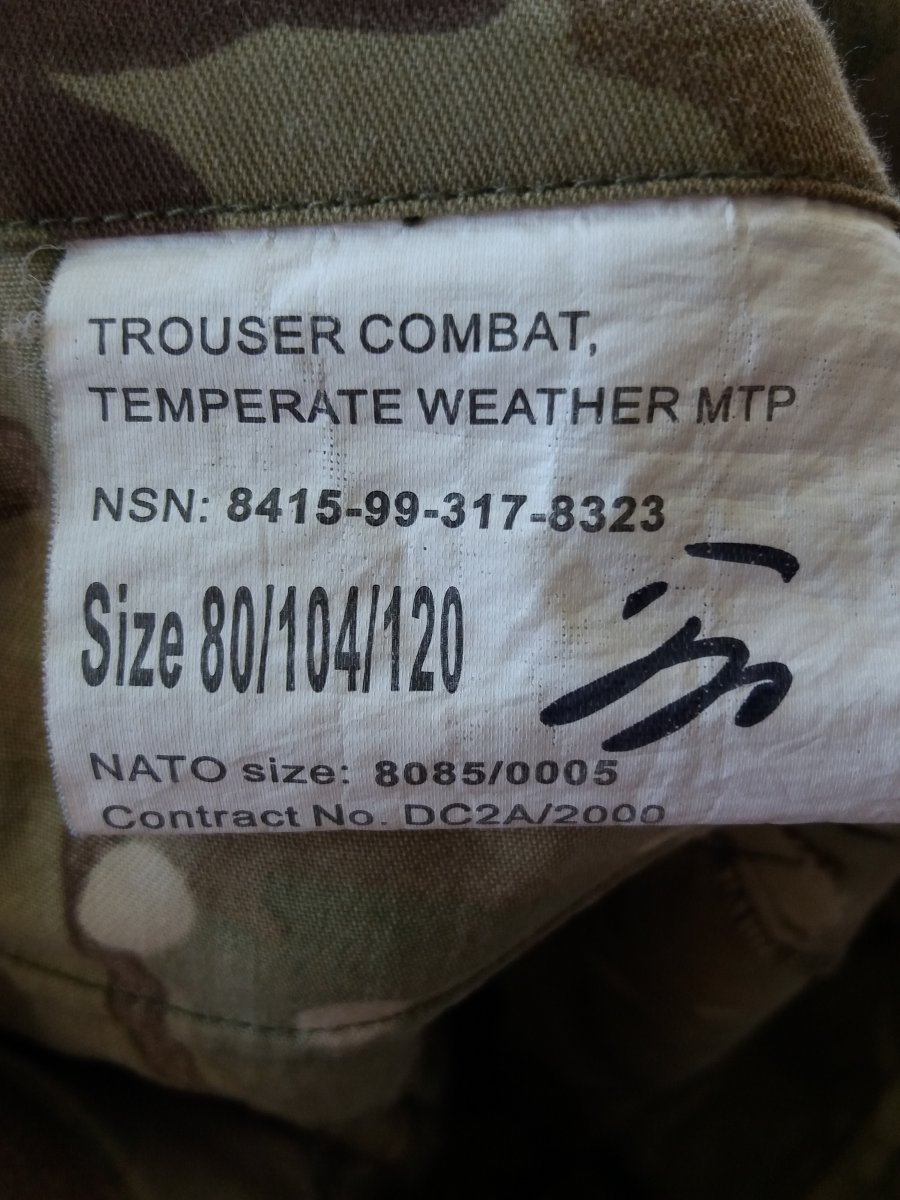 TROUSER COMBAT,
TEMPERATE WEATHER MTP
NSN: 8415-99-317-8323
Size 80/104/120
NATO size: 8085/0005
Contract No. DC2A/2000